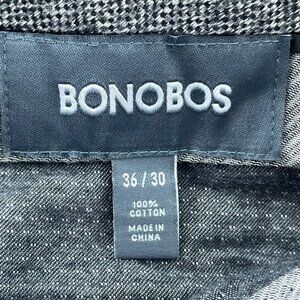 BONOBOS
36 / 30
100%
COTTON
MADE IN
CHINA